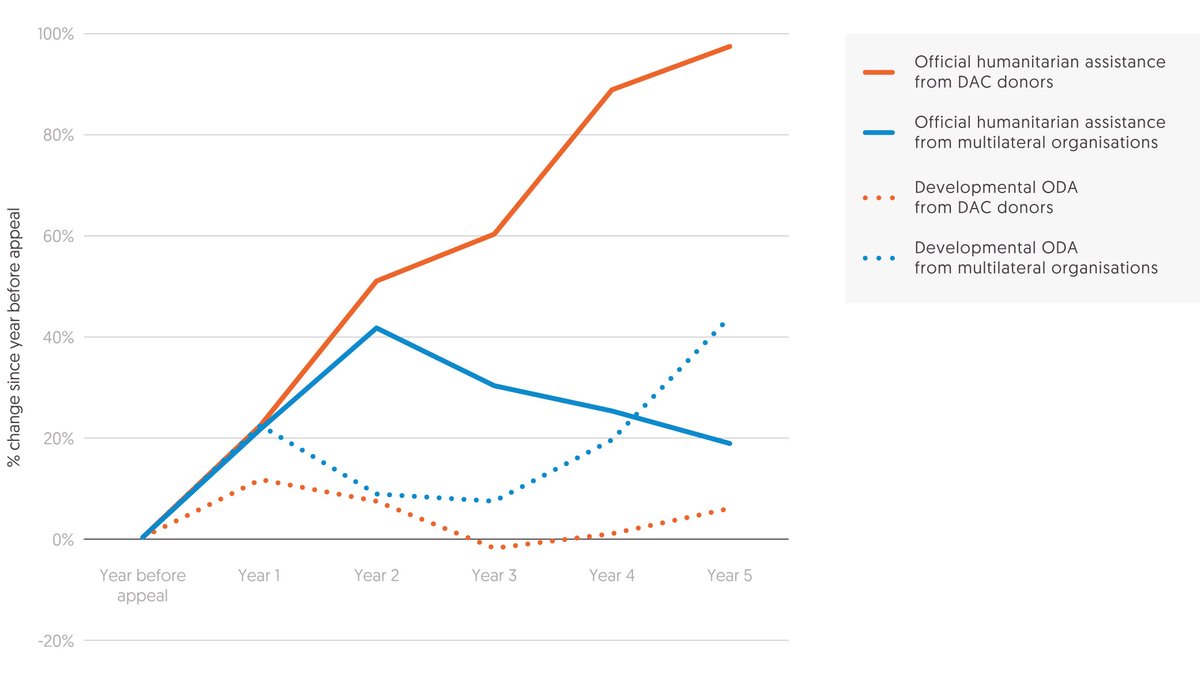 100%
80%
60%
40%
20%
0%
-20%
% change since year before appeal
Year before
appeal
Year 1
Year 2
Year 3
Year 4
Year 5
Official humanitarian assistance
from DAC donors
Official humanitarian assistance
from multilateral organisations
Developmental ODA
from DAC donors
Developmental ODA
from multilateral organisations